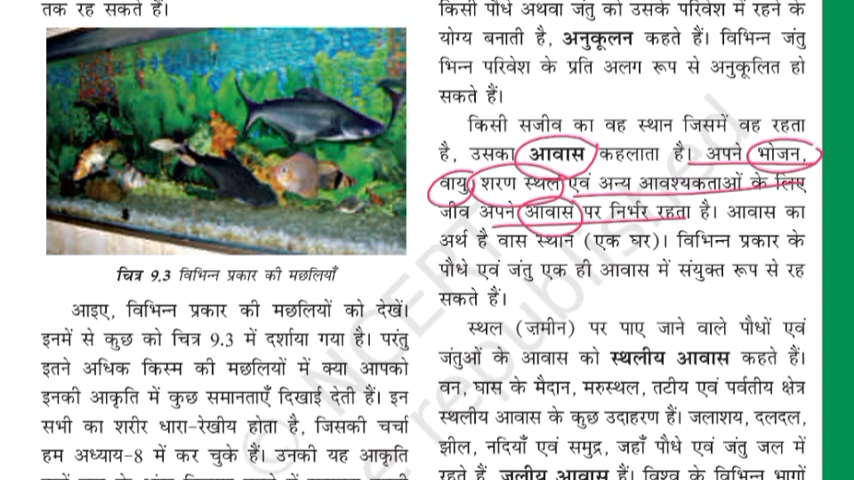 तक रह सकते हैं।
चित्र 9.3 विभिन्न प्रकार की मछलियाँ
आइए, विभिन्न प्रकार की मछलियों को देखें।
इनमें से कुछ को चित्र 9.3 में दर्शाया गया है। परंतु
इतने अधिक किस्म की मछलियों में क्या आपको
इनकी आकृति में कुछ समानताएँ दिखाई देती हैं। इन
सभी का शरीर धारा-रेखीय होता है, जिसकी चर्चा
हम अध्याय-8 में कर चुके हैं। उनकी यह आकृति
किसी पौधे अथवा जंतु को उसके परिवेश में रहने के
योग्य बनाती है, अनुकूलन कहते हैं। विभिन्न जंतु
भिन्न परिवेश के प्रति अलग रूप से अनुकूलित हो
सकते हैं।
किसी सजीव का वह स्थान जिसमें वह रहता
है, उसका आवास कहलाता है। अपने भोजन,
वायु, शरण स्थल एवं अन्य आवश्यकताओं के लिए
जीव अपने आवास पर निर्भर रहता है। आवास का
अर्थ है वास स्थान (एक घर)। विभिन्न प्रकार के
पौधे एवं जंतु एक ही आवास में संयुक्त रूप से रह
सकते हैं।
स्थल (ज़मीन) पर पाए जाने वाले पौधों एवं
जंतुओं के आवास को स्थलीय आवास कहते हैं।
वन, घास के मैदान, मरुस्थल, तटीय एवं पर्वतीय क्षेत्र
स्थलीय आवास के कुछ उदाहरण हैं। जलाशय, दलदल,
झील, नदियाँ एवं समुद्र, जहाँ पौधे एवं जंतु जल में
रहते हैं, जलीय आवास हैं। विश्व के विभिन्न भागों
© NCERT
republished